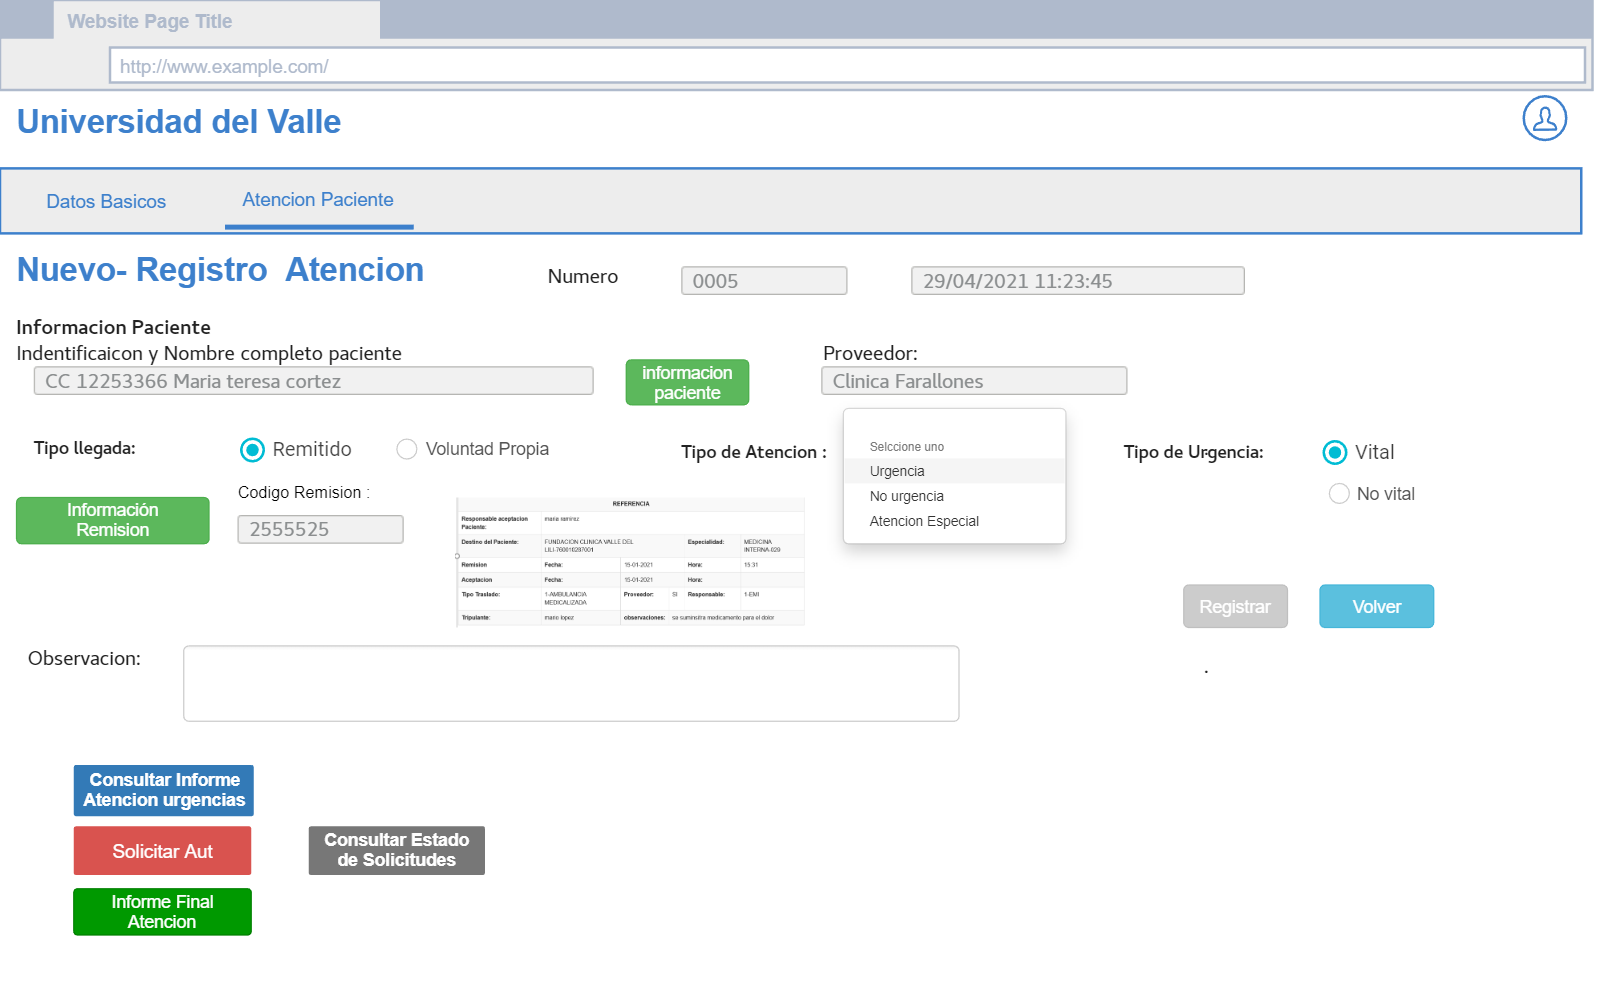 Website Page Title
http://www.example.com/
Universidad del Valle
Datos Basicos
Atencion Paciente
Nuevo- Registro Atencion
Numero
0005
29/04/2021 11:23:45
Informacion Paciente
Indentificaicon y Nombre completo paciente
CC 12253366 Maria teresa cortez
informacion
paciente
Proveedor:
Clinica Farallones
Tipo llegada:
Remitido
Voluntad Propia
Tipo de Atencion :
Selccione uno
Urgencia
No urgencia
Atencion Especial
Tipo de Urgencia:
Vital
No vital
Información
Remision
Codigo Remision :
2555525
REFERENCIA
Responsable aceptacion
Paciente:
maria ramirez
Destino del Paciente:
FUNDACION CLINICA VALLE DEL
LILI-760010287001
Especialidad:
MEDICINA
INTERNA-029
Remision Fecha: 15-01-2021 Hora: 15:31
Aceptacion Fecha: 15-01-2021 Hora:
Tipo Traslado:
1-AMBULANCIA
MEDICALIZADA
Proveedor: SI Responsable: 1-EMI
Tripulante: mario lopez observaciones: se suminsitra medicamento para el dolor
Registrar
Volver
Observacion:
.
Consultar Informe
Atencion urgencias
Solicitar Aut
Consultar Estado
de Solicitudes
Informe Final
Atencion